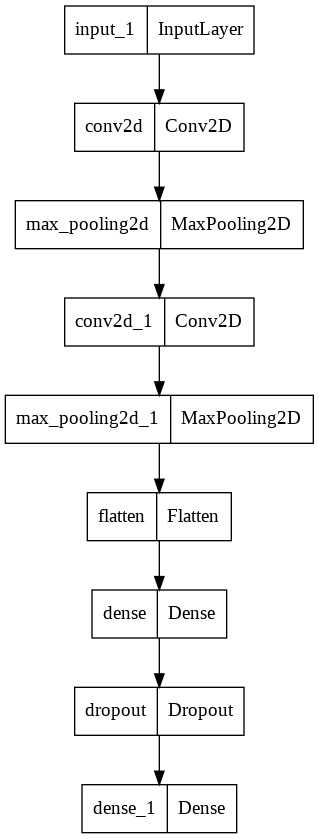 input_1 InputLayer
conv2d Conv2D
max_pooling2d MaxPooling2D
conv2d_1 Conv2D
max_pooling2d_1 MaxPooling2D
flatten Flatten
dense Dense
dropout Dropout
dense_1 Dense